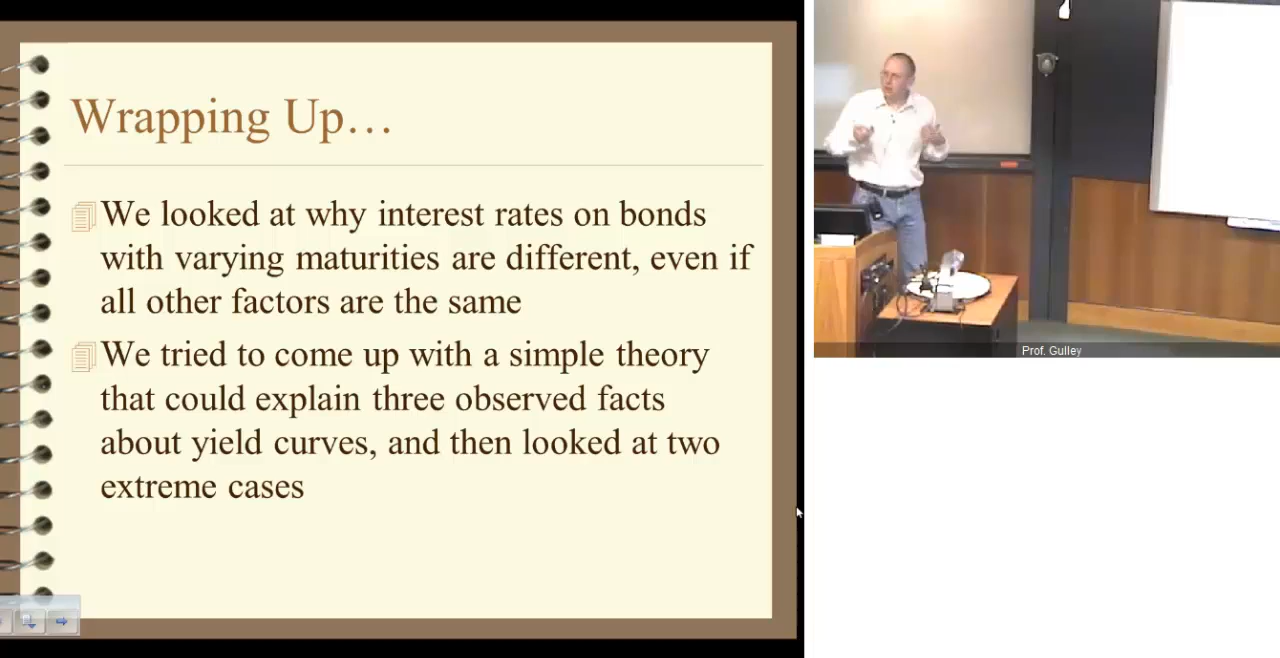 Wrapping Up…
We looked at why interest rates on bonds
with varying maturities are different, even if
all other factors are the same
We tried to come up with a simple theory
that could explain three observed facts
about yield curves, and then looked at two
extreme cases
Prof. Gulley